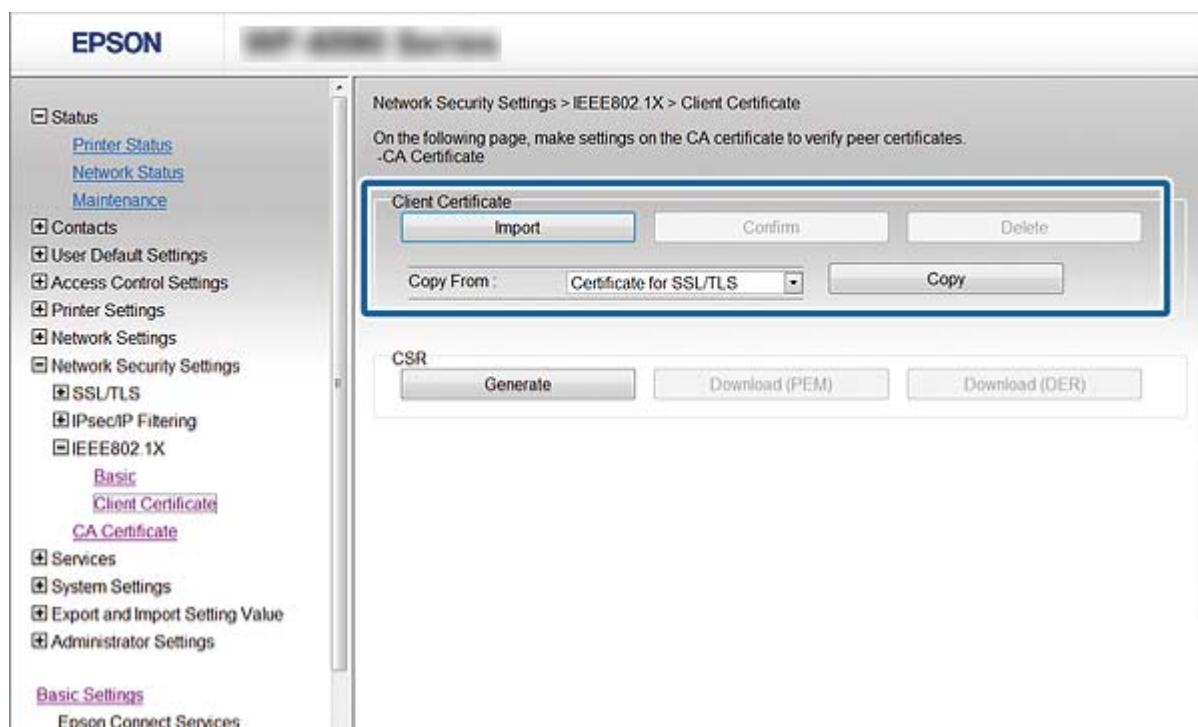 EPSON
Status
Printer Status
Network Status
Maintenance
Contacts
User Default Settings
Access Control Settings
Printer Settings
Network Settings
Network Security Settings
SSL/TLS
IPsec/IP Filtering
IEEE802.1X
Basic
Client Certificate
CA Certificate
Services
System Settings
Export and Import Setting Value
Administrator Settings
Basic Settings
Epson Connect Services
Network Security Settings > IEEE802.1X > Client Certificate
On the following page, make settings on the CA certificate to verify peer certificates.
-CA Certificate
Client Certificate
Import Confirm Delete
Copy From : Certificate for SSL/TLS Copy
CSR
Generate Download (PEM) Download (DER)